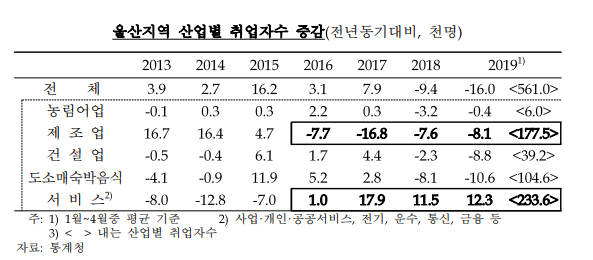 울산지역 산업별 취업자수 증감(전년동기대비, 천명)
2013 2014 2015 2016 2017 2018 2019¹⁾
전 체 3.9 2.7 16.2 3.1 7.9 -9.4 -16.0 <561.0>
농림어업 -0.1 0.3 0.3 2.2 0.3 -3.2 -0.4 <6.0>
제 조 업 16.7 16.4 4.7 -7.7 -16.8 -7.6 -8.1 <177.5>
건 설 업 -0.5 -0.4 6.1 1.7 4.4 -2.3 -8.8 <39.2>
도소매숙박음식 -4.1 -0.9 11.9 5.2 2.8 -8.1 -10.6 <104.6>
서 비 스²⁾ -8.0 -12.8 -7.0 1.0 17.9 11.5 12.3 <233.6>
주: 1) 1월~4월중 평균 기준 2) 사업·개인·공공서비스, 전기, 운수, 통신, 금융 등
3) < > 내는 산업별 취업자수
자료: 통계청